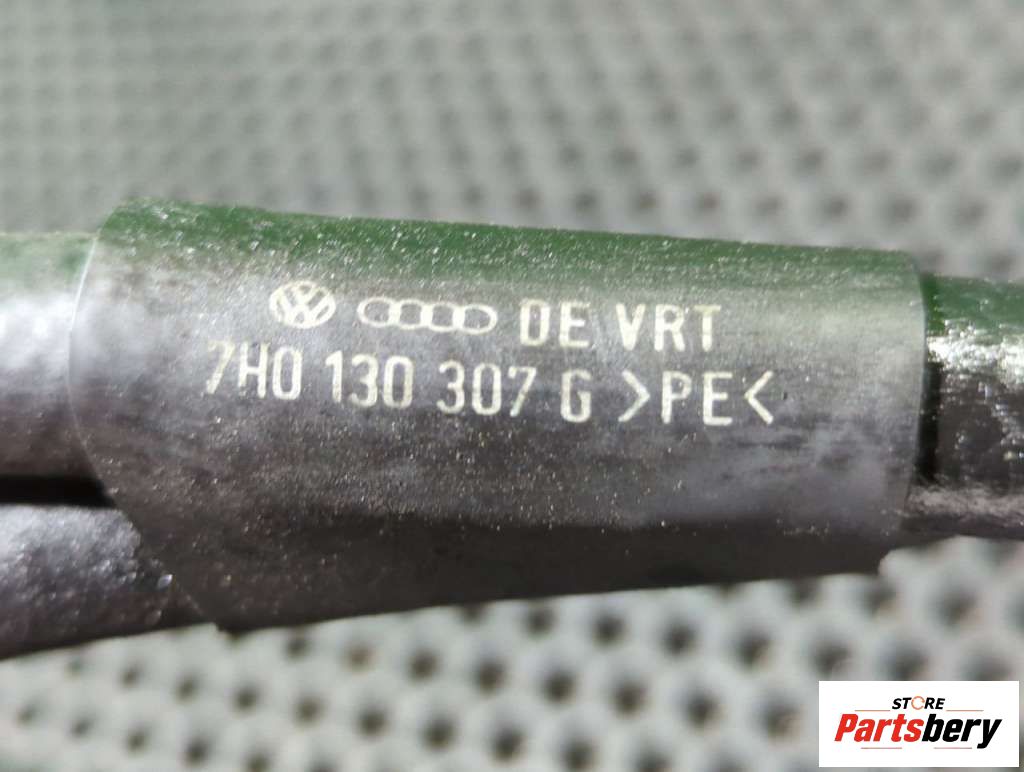 DE VRT
7H0 130 307 G >PE<
STORE
Partsbery